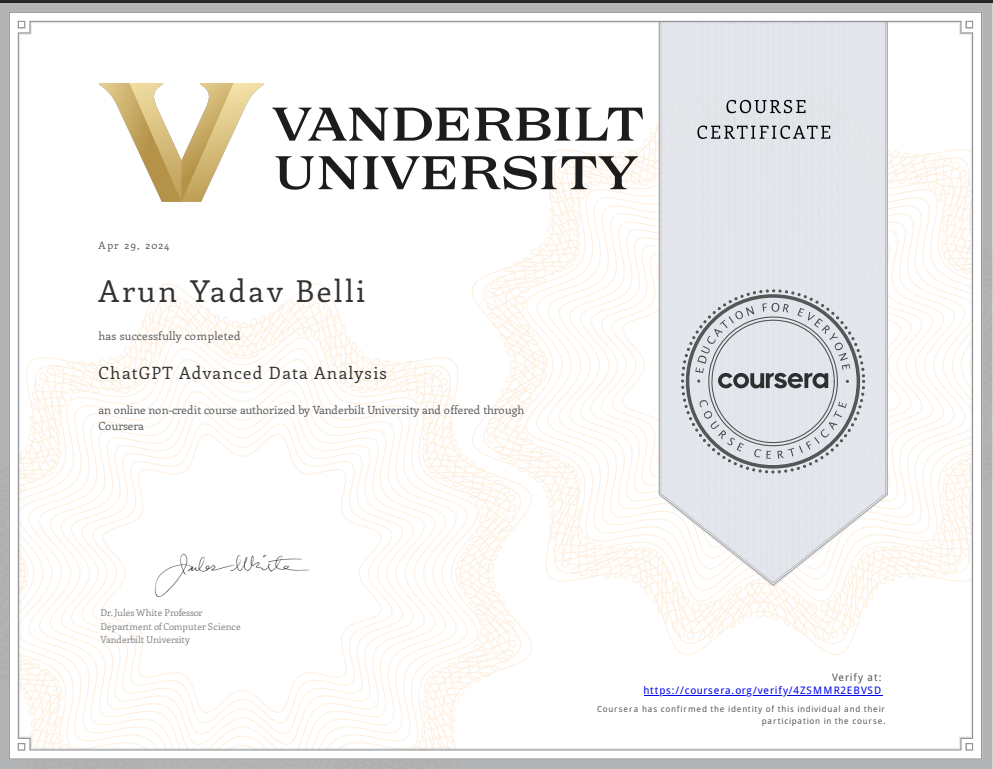 VANDERBILT
UNIVERSITY
COURSE
CERTIFICATE
Apr 29, 2024
Arun Yadav Belli
has successfully completed
ChatGPT Advanced Data Analysis
an online non-credit course authorized by Vanderbilt University and offered through
Coursera
EDUCATION FOR EVERYONE
coursera
COURSE CERTIFICATE
Jules White
Dr. Jules White Professor
Department of Computer Science
Vanderbilt University
Verify at:
https://coursera.org/verify/4ZSMMR2EBVSD
Coursera has confirmed the identity of this individual and their
participation in the course.